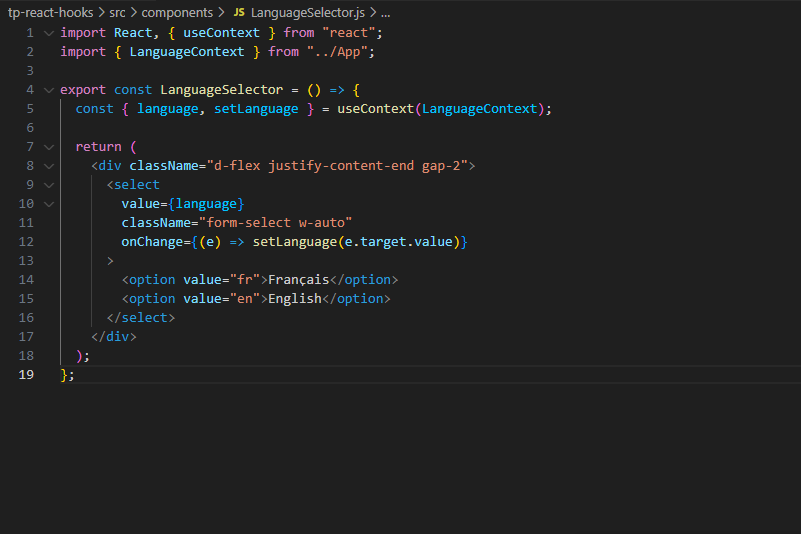 tp-react-hooks > src > components > JS LanguageSelector.js > ...
1 import React, { useContext } from "react";
2 import { LanguageContext } from "../App";
3
4 export const LanguageSelector = () => {
5   const { language, setLanguage } = useContext(LanguageContext);
6
7   return (
8     <div className="d-flex justify-content-end gap-2">
9       <select
10         value={language}
11         className="form-select w-auto"
12         onChange={(e) => setLanguage(e.target.value)}
13       >
14         <option value="fr">Français</option>
15         <option value="en">English</option>
16       </select>
17     </div>
18   );
19 };